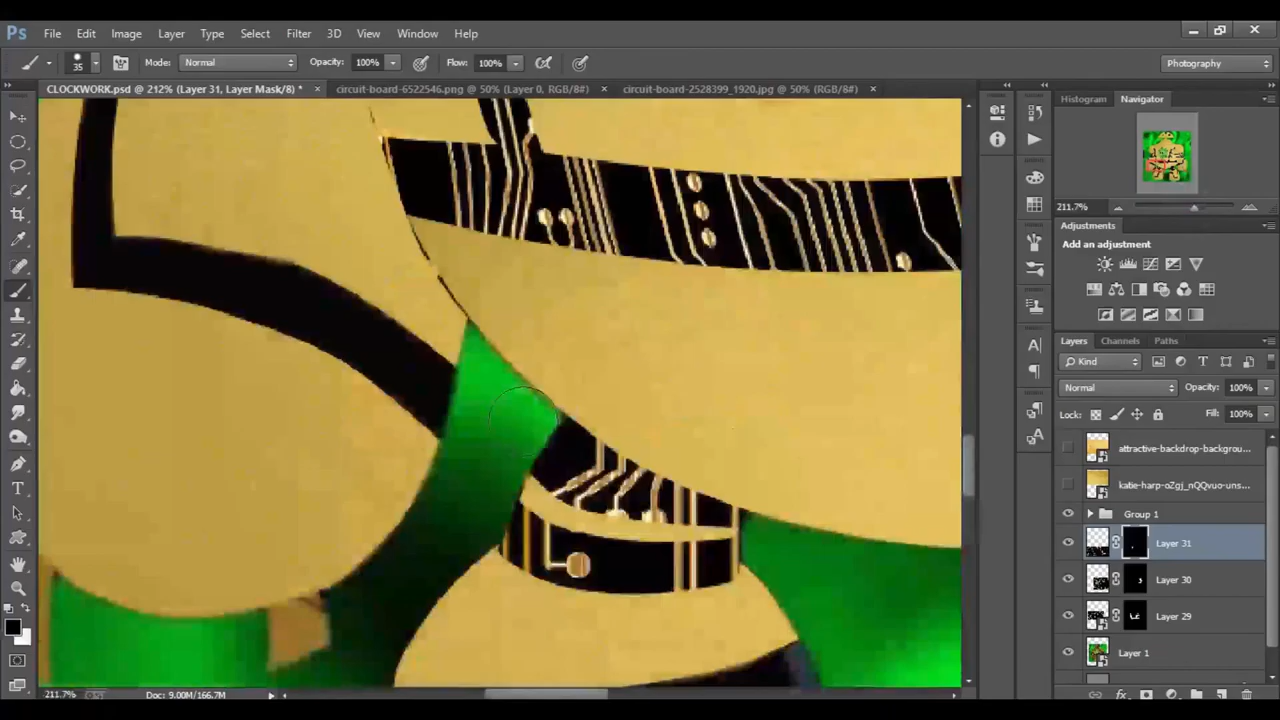 Ps File Edit Image Layer Type Select Filter 3D View Window Help
35 Mode: Normal Opacity: 100% Flow: 100% Photography
CLOCKWORK.psd @ 212% (Layer 31, Layer Mask/8) * × circuit-board-6522546.png @ 50% (Layer 0, RGB/8#) × circuit-board-2528399_1920.jpg @ 50% (RGB/8#) ×
Histogram Navigator
211.7%
Adjustments
Add an adjustment
Layers Channels Paths
Kind
Normal Opacity: 100%
Lock: Fill: 100%
attractive-backdrop-backgrou...
katie-harp-oZgj_nQQvuo-uns...
Group 1
Layer 31
Layer 30
Layer 29
Layer 1
211.7% Doc: 9.00M/166.7M